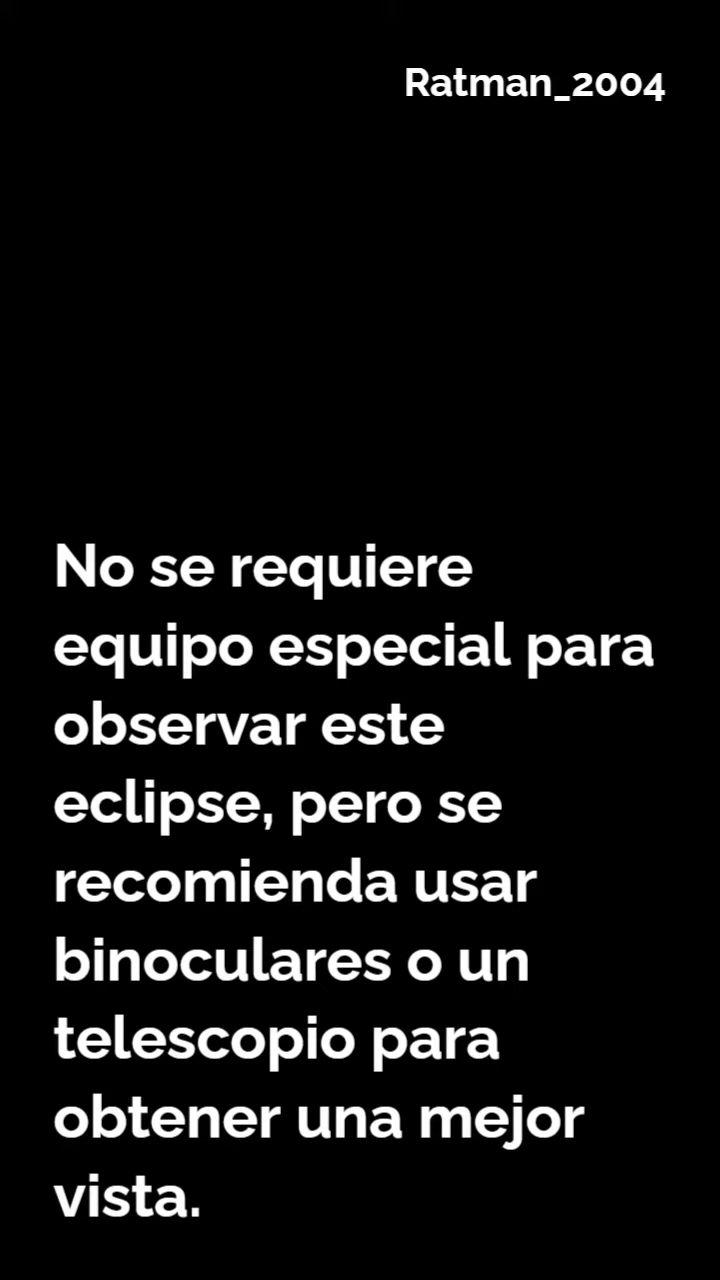 Ratman_2004
No se requiere
equipo especial para
observar este
eclipse, pero se
recomienda usar
binoculares o un
telescopio para
obtener una mejor
vista.